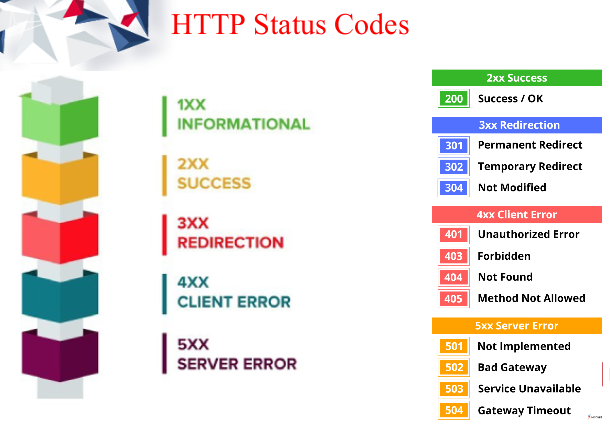 HTTP Status Codes
1XX
INFORMATIONAL
2XX
SUCCESS
3XX
REDIRECTION
4XX
CLIENT ERROR
5XX
SERVER ERROR
2xx Success
200 Success / OK
3xx Redirection
301 Permanent Redirect
302 Temporary Redirect
304 Not Modified
4xx Client Error
401 Unauthorized Error
403 Forbidden
404 Not Found
405 Method Not Allowed
5xx Server Error
501 Not Implemented
502 Bad Gateway
503 Service Unavailable
504 Gateway Timeout